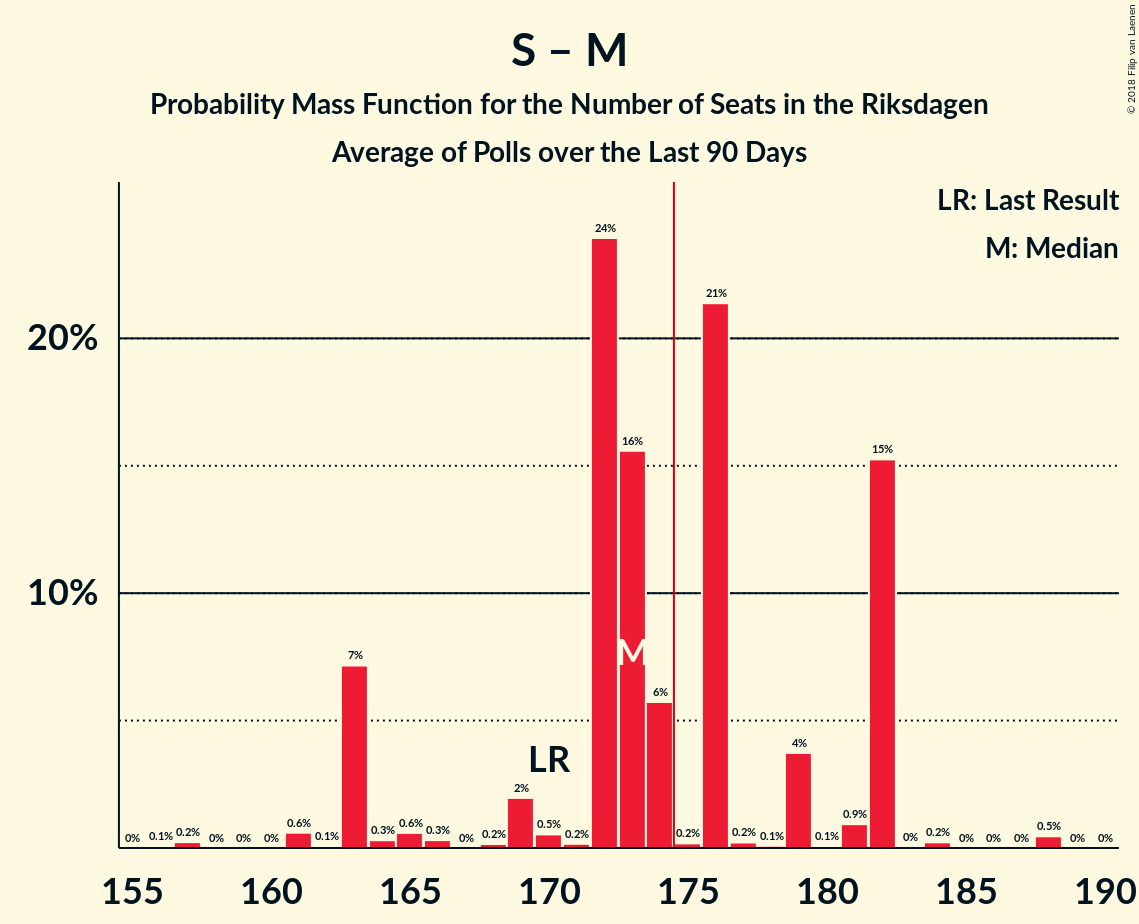 S – M
Probability Mass Function for the Number of Seats in the Riksdagen
Average of Polls over the Last 90 Days
© 2018 Filip van Laenen
LR: Last Result
M: Median
20%
10%
0% 0.1% 0.2% 0% 0% 0% 0.6% 0.1% 7% 0.3% 0.6% 0.3% 0% 0.2% 2% 0.5% 0.2% 24% 16% 6% 0.2% 21% 0.2% 0.1% 4% 0.1% 0.9% 15% 0% 0.2% 0% 0% 0% 0.5% 0% 0%
M
LR
155 160 165 170 175 180 185 190